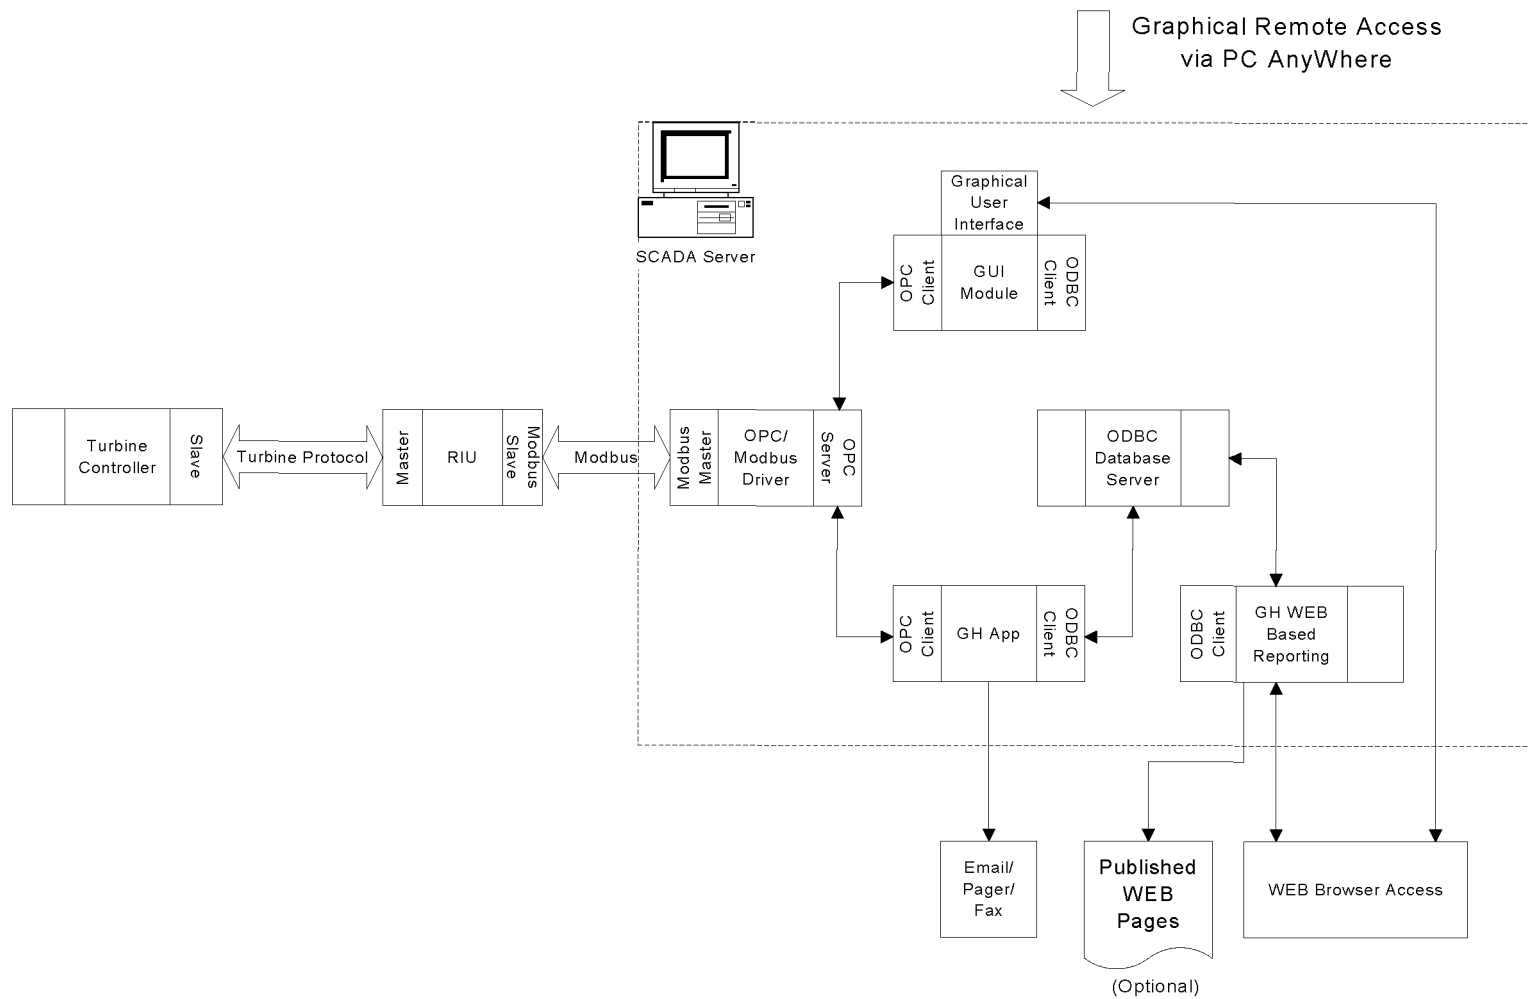 Graphical Remote Access
via PC AnyWhere
SCADA Server
Graphical
User
Interface
OPC
Client
GUI
Module
ODBC
Client
Turbine
Controller
Slave
Turbine Protocol
Master
RIU
Modbus
Slave
Modbus
Modbus
Master
OPC/
Modbus
Driver
OPC
Server
ODBC
Database
Server
OPC
Client
GH App
ODBC
Client
ODBC
Client
GH WEB
Based
Reporting
Email/
Pager/
Fax
Published
WEB
Pages
(Optional)
WEB Browser Access